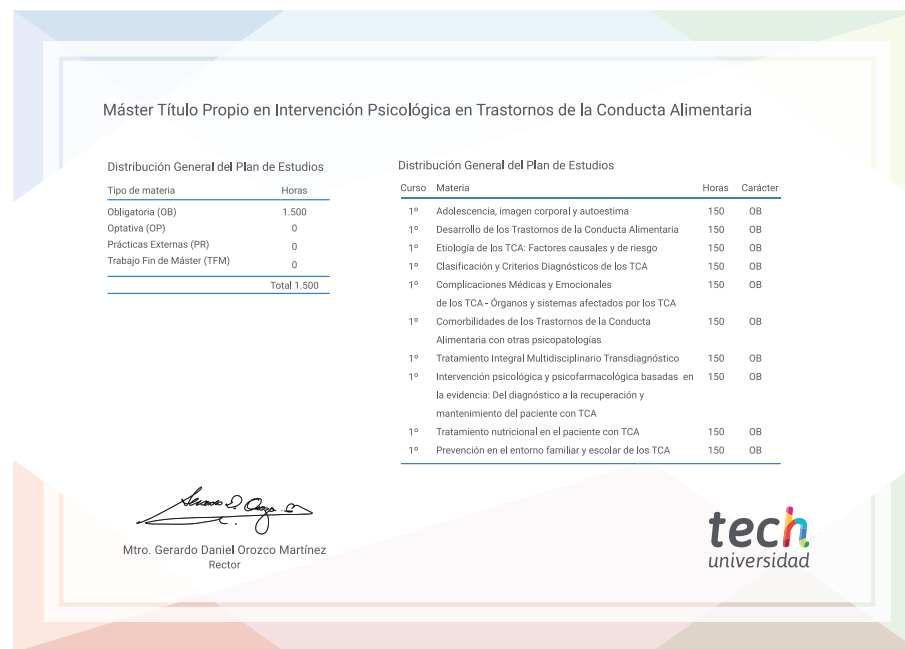 Máster Título Propio en Intervención Psicológica en Trastornos de la Conducta Alimentaria
Distribución General del Plan de Estudios
Tipo de materia Horas
Obligatoria (OB) 1.500
Optativa (OP) 0
Prácticas Externas (PR) 0
Trabajo Fin de Máster (TFM) 0
Total 1.500
Distribución General del Plan de Estudios
Curso Materia Horas Carácter
1º Adolescencia, imagen corporal y autoestima 150 OB
1º Desarrollo de los Trastornos de la Conducta Alimentaria 150 OB
1º Etiología de los TCA: Factores causales y de riesgo 150 OB
1º Clasificación y Criterios Diagnósticos de los TCA 150 OB
1º Complicaciones Médicas y Emocionales 150 OB
de los TCA - Órganos y sistemas afectados por los TCA
1º Comorbilidades de los Trastornos de la Conducta 150 OB
Alimentaria con otras psicopatologías
1º Tratamiento Integral Multidisciplinario Transdiagnóstico 150 OB
1º Intervención psicológica y psicofarmacológica basadas en 150 OB
la evidencia: Del diagnóstico a la recuperación y
mantenimiento del paciente con TCA
1º Tratamiento nutricional en el paciente con TCA 150 OB
1º Prevención en el entorno familiar y escolar de los TCA 150 OB
Mtro. Gerardo Daniel Orozco Martínez
Rector
tech
universidad